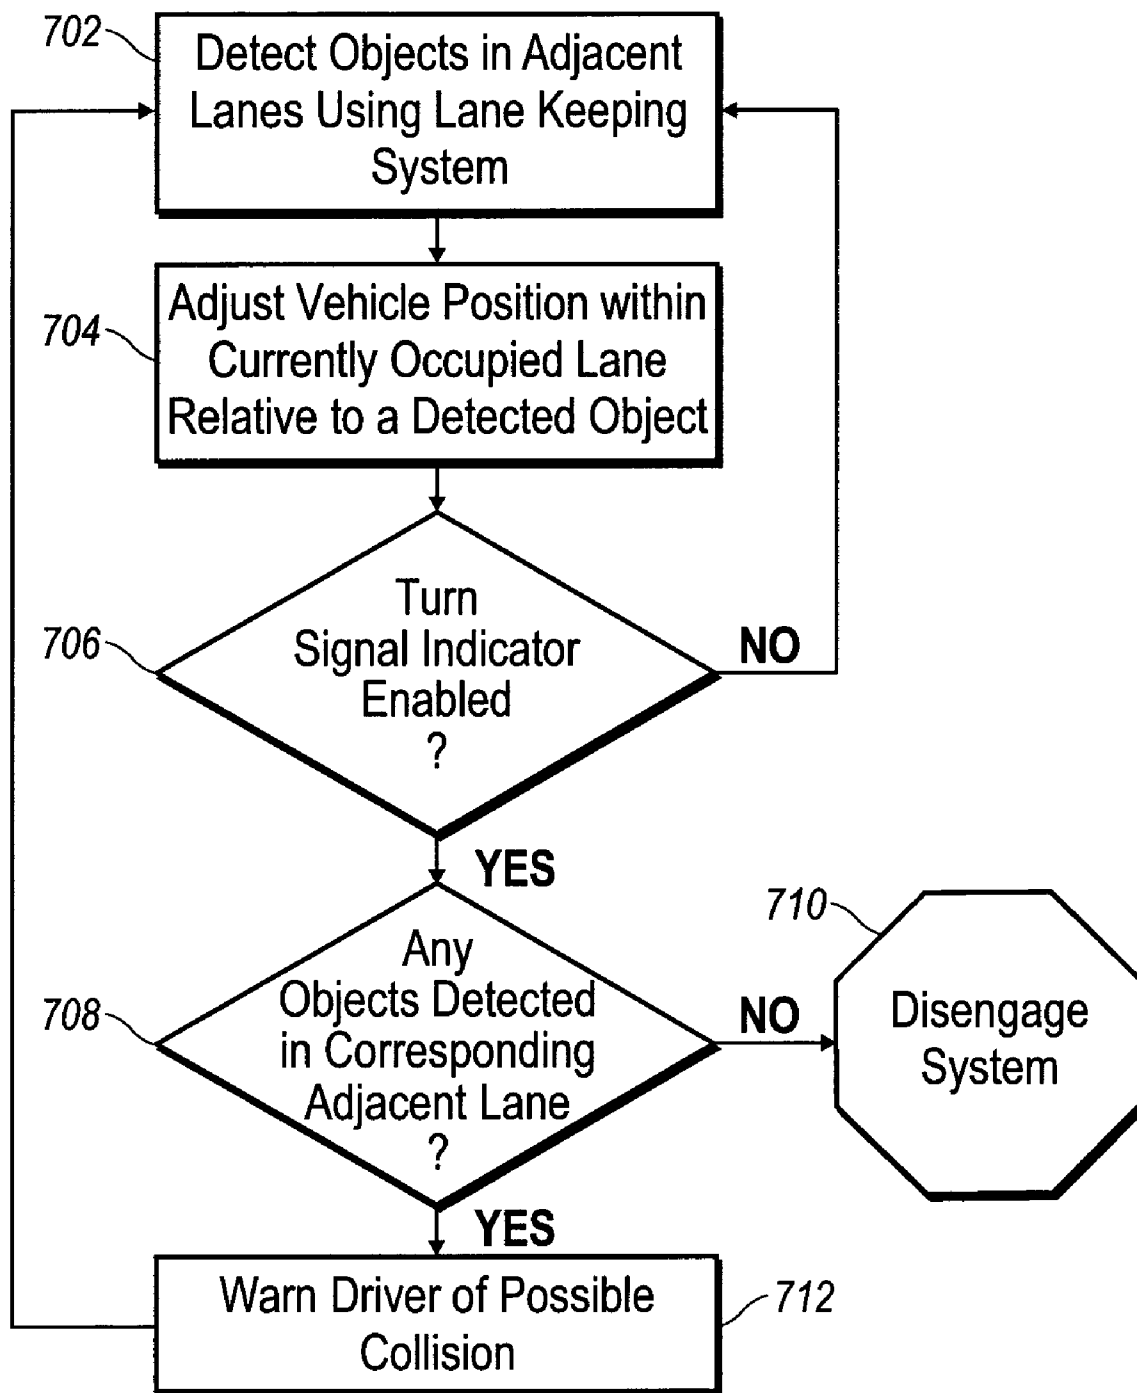 702
Detect Objects in Adjacent
Lanes Using Lane Keeping
System
704
Adjust Vehicle Position within
Currently Occupied Lane
Relative to a Detected Object
706
Turn
Signal Indicator
Enabled
?
NO
YES
708
Any
Objects Detected
in Corresponding
Adjacent Lane
?
NO
710
Disengage
System
YES
Warn Driver of Possible
Collision
712